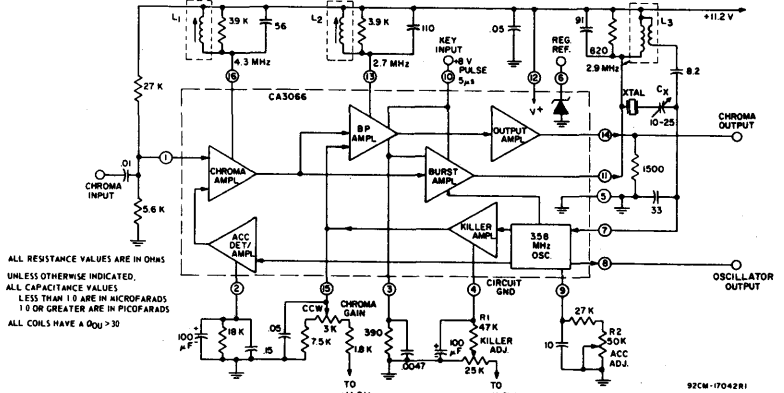 L1
3.9K
56
L2
3.9K
110
.05
KEY
INPUT
+8 V
PULSE
5μs
REG.
REF.
91
820
L3
+11.2 V
4.3 MHz
2.7 MHz
2.9 MHz
8.2
16
13
10
12
6
XTAL
CX
10-25
27 K
CA3066
V+
BP
AMPL
OUTPUT
AMPL
14
CHROMA
OUTPUT
.01
1
CHROMA
INPUT
CHROMA
AMPL
BURST
AMPL
11
1500
5
33
5.6 K
ACC
DET/
AMPL
KILLER
AMPL
3.58
MHz
OSC.
7
8
OSCILLATOR
OUTPUT
ALL RESISTANCE VALUES ARE IN OHMS
UNLESS OTHERWISE INDICATED,
ALL CAPACITANCE VALUES
LESS THAN 1.0 ARE IN MICROFARADS
1.0 OR GREATER ARE IN PICOFARADS
ALL COILS HAVE A QOU > 30
CIRCUIT
GND
2
15
3
4
9
100
μF
18 K
.15
.05
CCW
CHROMA
GAIN
3K
7.5 K
1.8 K
390
.0047
100
μF
R1
47K
KILLER
ADJ.
25 K
27 K
10
R2
50K
ACC
ADJ.
TO
TO
92CM-17042R1